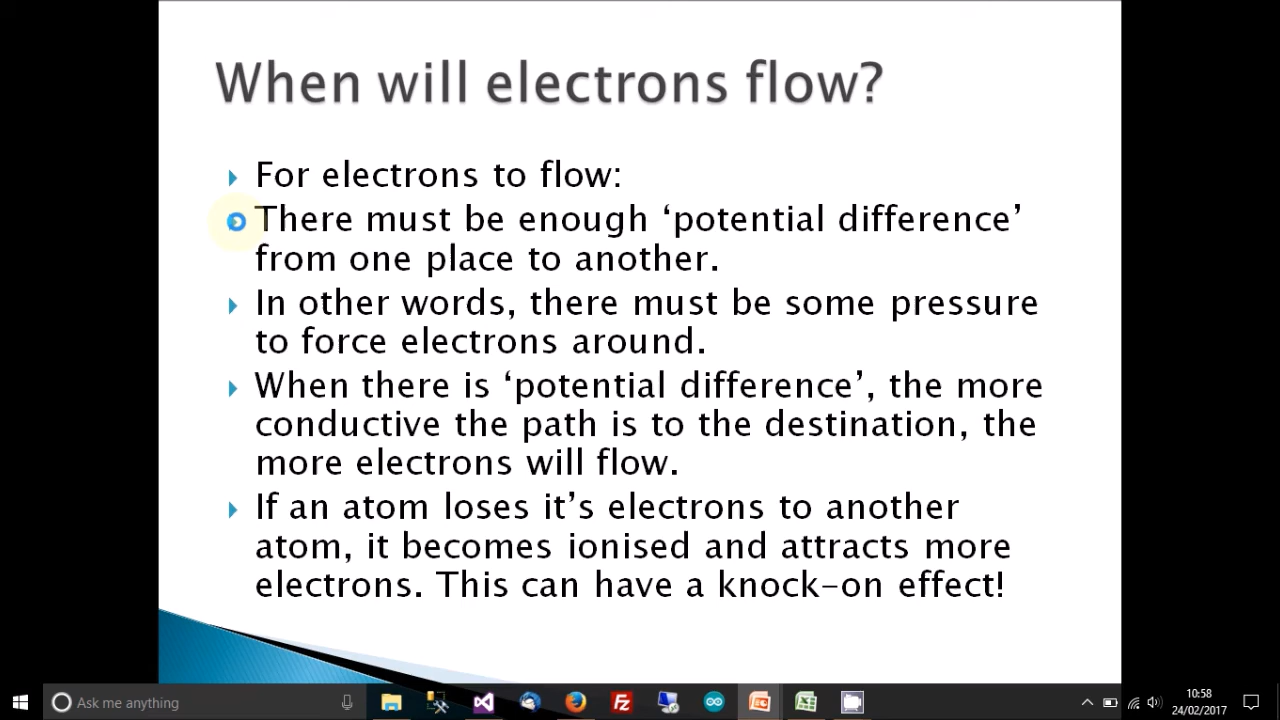 When will electrons flow?
For electrons to flow:
There must be enough ‘potential difference’
from one place to another.
In other words, there must be some pressure
to force electrons around.
When there is ‘potential difference’, the more
conductive the path is to the destination, the
more electrons will flow.
If an atom loses it’s electrons to another
atom, it becomes ionised and attracts more
electrons. This can have a knock-on effect!
Ask me anything
10:58
24/02/2017